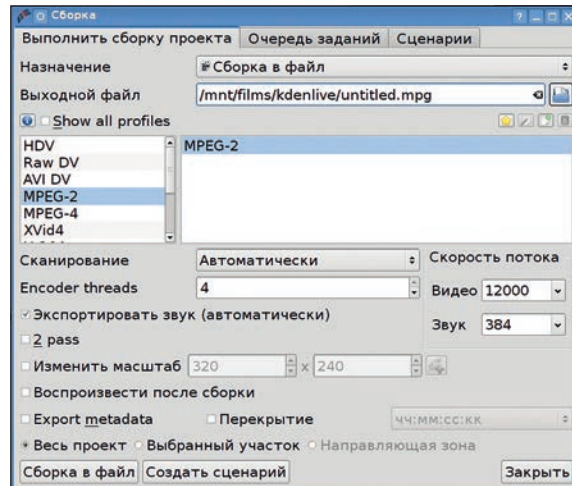 Сборка
Выполнить сборку проекта Очередь заданий Сценарии
Назначение Сборка в файл
Выходной файл /mnt/films/kdenlive/untitled.mpg
Show all profiles
HDV
Raw DV
AVI DV
MPEG-2
MPEG-4
XVid4
MPEG-2
Сканирование Автоматически
Скорость потока
Encoder threads 4
Видео 12000
Звук 384
Экспортировать звук (автоматически)
2 pass
Изменить масштаб 320 x 240
Воспроизвести после сборки
Export metadata Перекрытие чч:мм:сс:кк
Весь проект Выбранный участок Направляющая зона
Сборка в файл Создать сценарий Закрыть